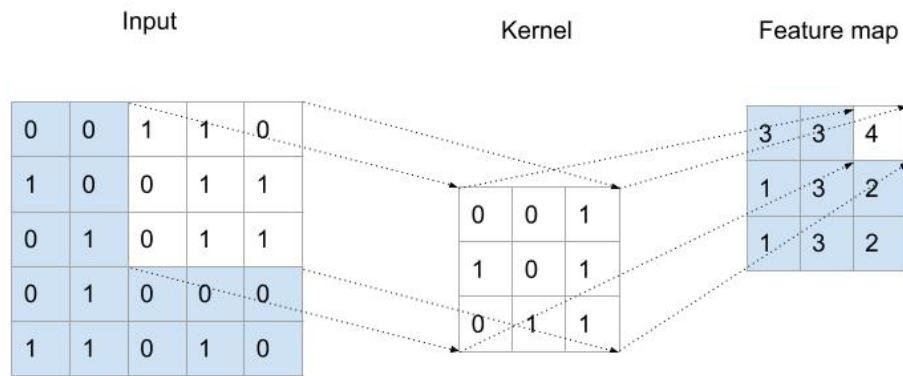 Input
Kernel
Feature map
0 0 1 1 0
1 0 0 1 1
0 1 0 1 1
0 1 0 0 0
1 1 0 1 0
0 0 1
1 0 1
0 1 1
3 3 4
1 3 2
1 3 2